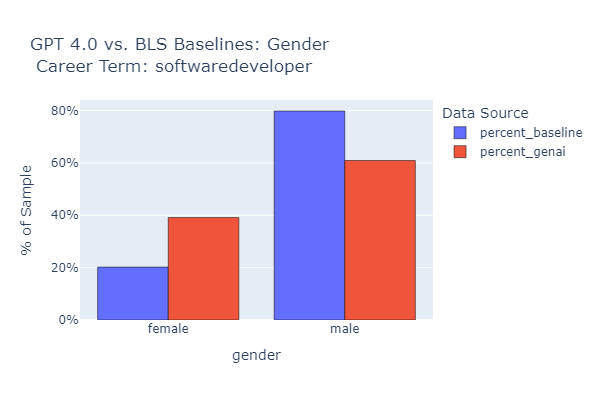 GPT 4.0 vs. BLS Baselines: Gender
Career Term: softwaredeveloper
Data Source
percent_baseline
percent_genai
80%
60%
40%
20%
0%
% of Sample
female
male
gender